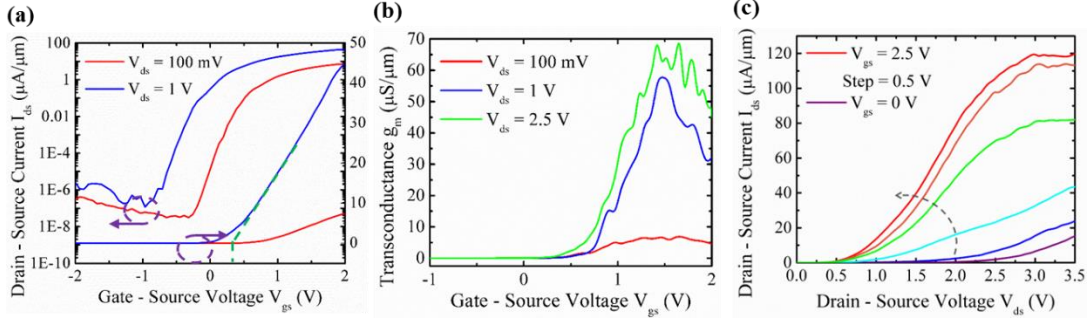 (a)
Drain - Source Current I_ds (μA/μm)
100
1
0.01
1E-4
1E-6
1E-8
1E-10
V_ds = 100 mV
V_ds = 1 V
50
40
30
20
10
0
-2 -1 0 1 2
Gate - Source Voltage V_gs (V)
(b)
Transconductance g_m (μS/μm)
70
60
50
40
30
20
10
0
V_ds = 100 mV
V_ds = 1 V
V_ds = 2.5 V
-1 0 1 2
Gate - Source Voltage V_gs (V)
(c)
Drain - Source Current I_ds (μA/μm)
120
100
80
60
40
20
0
V_gs = 2.5 V
Step = 0.5 V
V_gs = 0 V
0.0 0.5 1.0 1.5 2.0 2.5 3.0 3.5
Drain - Source Voltage V_ds (V)